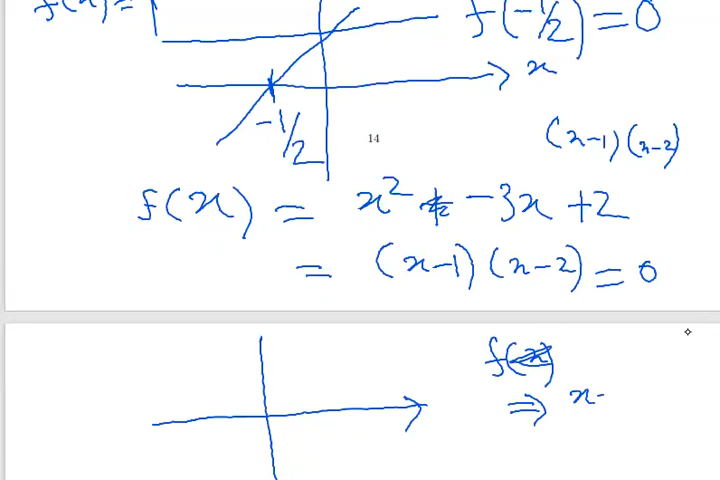 f(x) =
f(-1/2) = 0
x
-1/2
14
(x-1)(x-2)
f(x) = x² - 3x + 2
= (x-1)(x-2) = 0
f(x)
⇒ x-